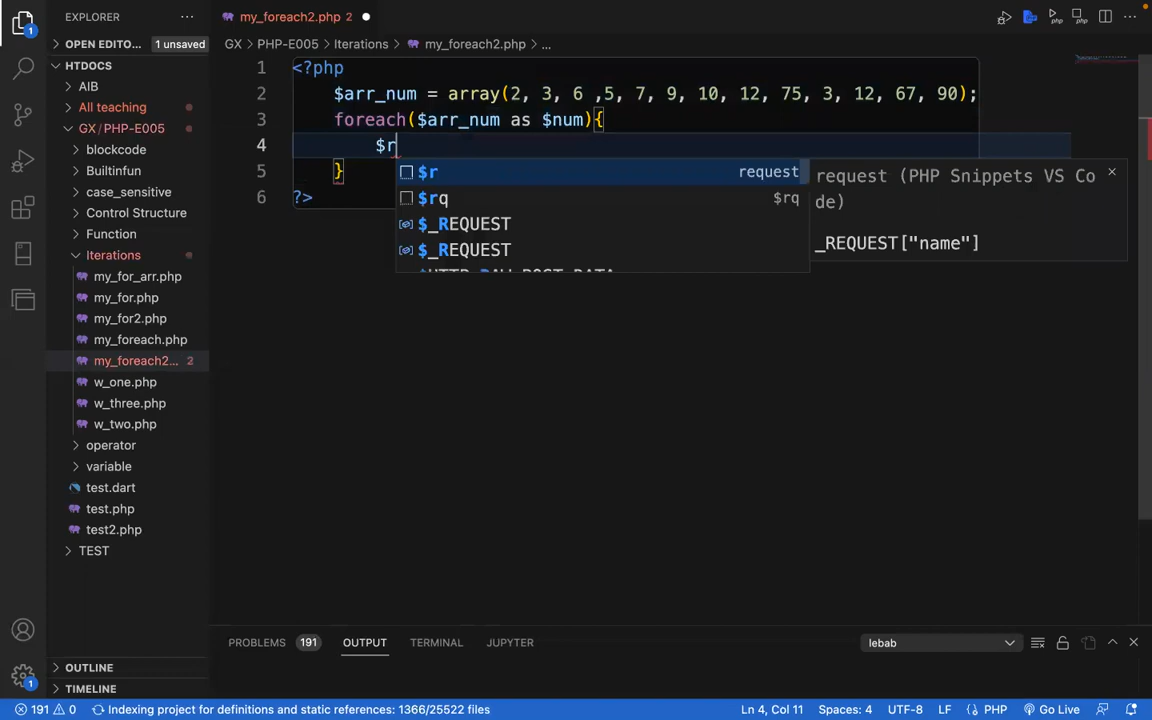 EXPLORER
my_foreach2.php 2
OPEN EDITO... 1 unsaved
GX > PHP-E005 > Iterations > my_foreach2.php > ...
HTDOCS
AIB
All teaching
GX/PHP-E005
blockcode
Builtinfun
case_sensitive
Control Structure
Function
Iterations
my_for_arr.php
my_for.php
my_for2.php
my_foreach.php
my_foreach2... 2
w_one.php
w_three.php
w_two.php
operator
variable
test.dart
test.php
test2.php
TEST
OUTLINE
TIMELINE
1 <?php
2 $arr_num = array(2, 3, 6 ,5, 7, 9, 10, 12, 75, 3, 12, 67, 90);
3 foreach($arr_num as $num){
4 $r
5 }
6 ?>
$r request
$rq $rq
$_REQUEST
$_REQUEST
request (PHP Snippets VS Co
de)
_REQUEST["name"]
PROBLEMS 191 OUTPUT TERMINAL JUPYTER
lebab
1
1
191 0 Indexing project for definitions and static references: 1366/25522 files
Ln 4, Col 11 Spaces: 4 UTF-8 LF {} PHP Go Live